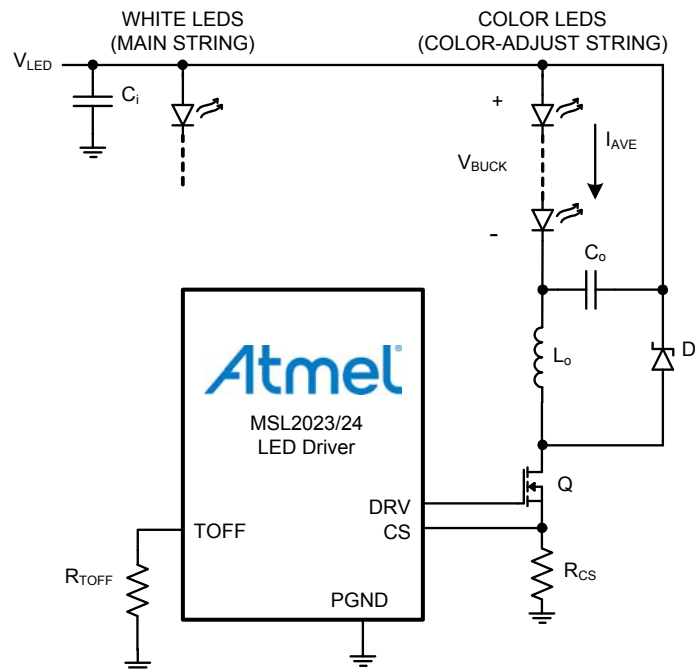 WHITE LEDS
(MAIN STRING)
COLOR LEDS
(COLOR-ADJUST STRING)
VLED
Ci
+
VBUCK
-
IAVE
Co
Lo
D
Atmel
MSL2023/24
LED Driver
DRV
CS
TOFF
PGND
Q
RTOFF
RCS